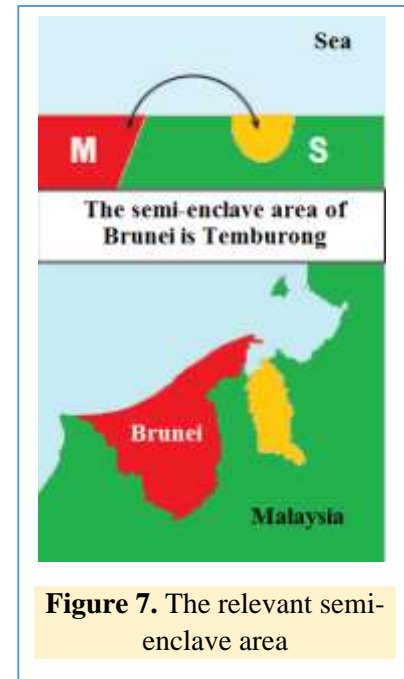 Sea
M
S
The semi-enclave area of
Brunei is Temburong
Brunei
Malaysia
Figure 7. The relevant semi-
enclave area